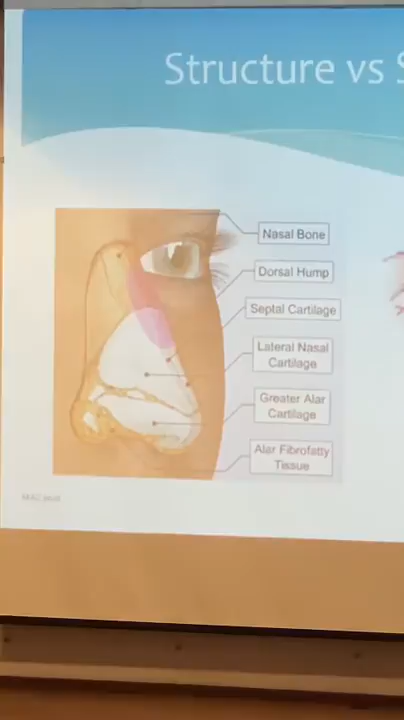 Structure vs S
Nasal Bone
Dorsal Hump
Septal Cartilage
Lateral Nasal
Cartilage
Greater Alar
Cartilage
Alar Fibrofatty
Tissue